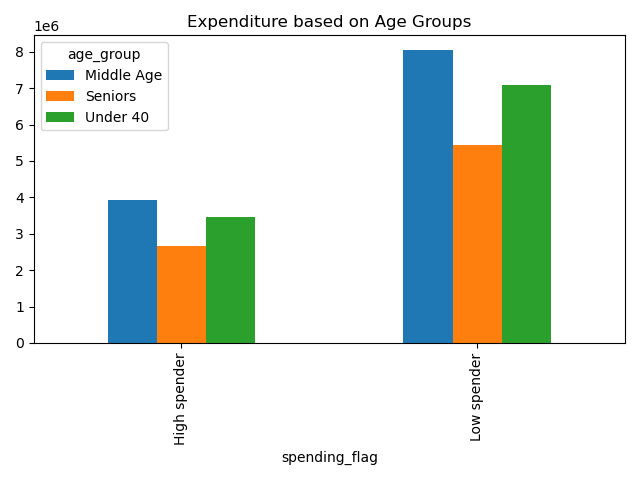 Expenditure based on Age Groups
1e6
age_group
Middle Age
Seniors
Under 40
8
7
6
5
4
3
2
1
0
High spender
Low spender
spending_flag